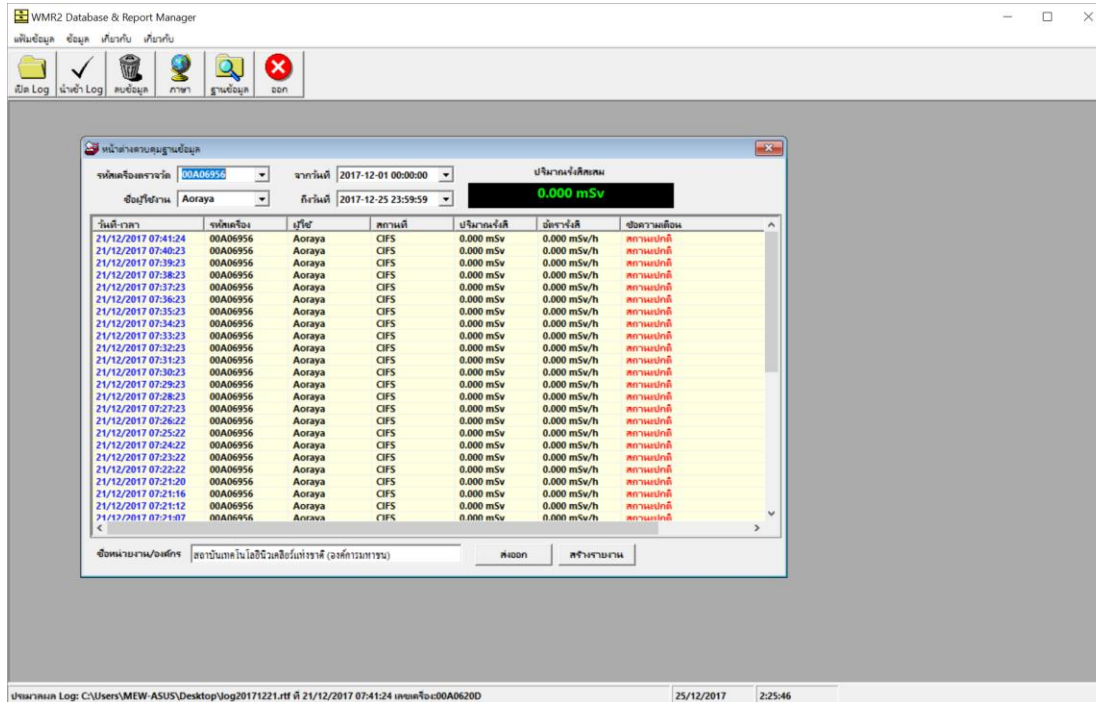 WMR2 Database & Report Manager
แฟ้มข้อมูล ข้อมูล เกี่ยวกับ เกี่ยวกับ
เปิด Log นำเข้า Log ลบข้อมูล ภาษา ฐานข้อมูล ออก
หน้าต่างควบคุมฐานข้อมูล
รหัสเครื่องตรวจวัด 00A06956 จากวันที่ 2017-12-01 00:00:00 ปริมาณรังสีสะสม
ชื่อผู้ใช้งาน Aoraya ถึงวันที่ 2017-12-25 23:59:59 0.000 mSv
วันที่-เวลา รหัสเครื่อง ผู้ใช้ สถานที่ ปริมาณรังสี อัตรารังสี ข้อความเตือน
21/12/2017 07:41:24 00A06956 Aoraya CIFS 0.000 mSv 0.000 mSv/h สถานะปกติ
21/12/2017 07:40:23 00A06956 Aoraya CIFS 0.000 mSv 0.000 mSv/h สถานะปกติ
21/12/2017 07:39:23 00A06956 Aoraya CIFS 0.000 mSv 0.000 mSv/h สถานะปกติ
21/12/2017 07:38:23 00A06956 Aoraya CIFS 0.000 mSv 0.000 mSv/h สถานะปกติ
21/12/2017 07:37:23 00A06956 Aoraya CIFS 0.000 mSv 0.000 mSv/h สถานะปกติ
21/12/2017 07:36:23 00A06956 Aoraya CIFS 0.000 mSv 0.000 mSv/h สถานะปกติ
21/12/2017 07:35:23 00A06956 Aoraya CIFS 0.000 mSv 0.000 mSv/h สถานะปกติ
21/12/2017 07:34:23 00A06956 Aoraya CIFS 0.000 mSv 0.000 mSv/h สถานะปกติ
21/12/2017 07:33:23 00A06956 Aoraya CIFS 0.000 mSv 0.000 mSv/h สถานะปกติ
21/12/2017 07:32:23 00A06956 Aoraya CIFS 0.000 mSv 0.000 mSv/h สถานะปกติ
21/12/2017 07:31:23 00A06956 Aoraya CIFS 0.000 mSv 0.000 mSv/h สถานะปกติ
21/12/2017 07:30:23 00A06956 Aoraya CIFS 0.000 mSv 0.000 mSv/h สถานะปกติ
21/12/2017 07:29:23 00A06956 Aoraya CIFS 0.000 mSv 0.000 mSv/h สถานะปกติ
21/12/2017 07:28:23 00A06956 Aoraya CIFS 0.000 mSv 0.000 mSv/h สถานะปกติ
21/12/2017 07:27:23 00A06956 Aoraya CIFS 0.000 mSv 0.000 mSv/h สถานะปกติ
21/12/2017 07:26:22 00A06956 Aoraya CIFS 0.000 mSv 0.000 mSv/h สถานะปกติ
21/12/2017 07:25:22 00A06956 Aoraya CIFS 0.000 mSv 0.000 mSv/h สถานะปกติ
21/12/2017 07:24:22 00A06956 Aoraya CIFS 0.000 mSv 0.000 mSv/h สถานะปกติ
21/12/2017 07:23:22 00A06956 Aoraya CIFS 0.000 mSv 0.000 mSv/h สถานะปกติ
21/12/2017 07:22:22 00A06956 Aoraya CIFS 0.000 mSv 0.000 mSv/h สถานะปกติ
21/12/2017 07:21:20 00A06956 Aoraya CIFS 0.000 mSv 0.000 mSv/h สถานะปกติ
21/12/2017 07:21:16 00A06956 Aoraya CIFS 0.000 mSv 0.000 mSv/h สถานะปกติ
21/12/2017 07:21:12 00A06956 Aoraya CIFS 0.000 mSv 0.000 mSv/h สถานะปกติ
21/12/2017 07:21:07 00A06956 Aoraya CIFS 0.000 mSv 0.000 mSv/h สถานะปกติ
ชื่อหน่วยงาน/องค์กร สถาบันเทคโนโลยีนิวเคลียร์แห่งชาติ (องค์การมหาชน) ส่งออก สร้างรายงาน
ประมวลผล Log: C:\Users\MEW-ASUS\Desktop\log20171221.rtf ที่ 21/12/2017 07:41:24 เลขเครื่อง:00A0620D 25/12/2017 2:25:46